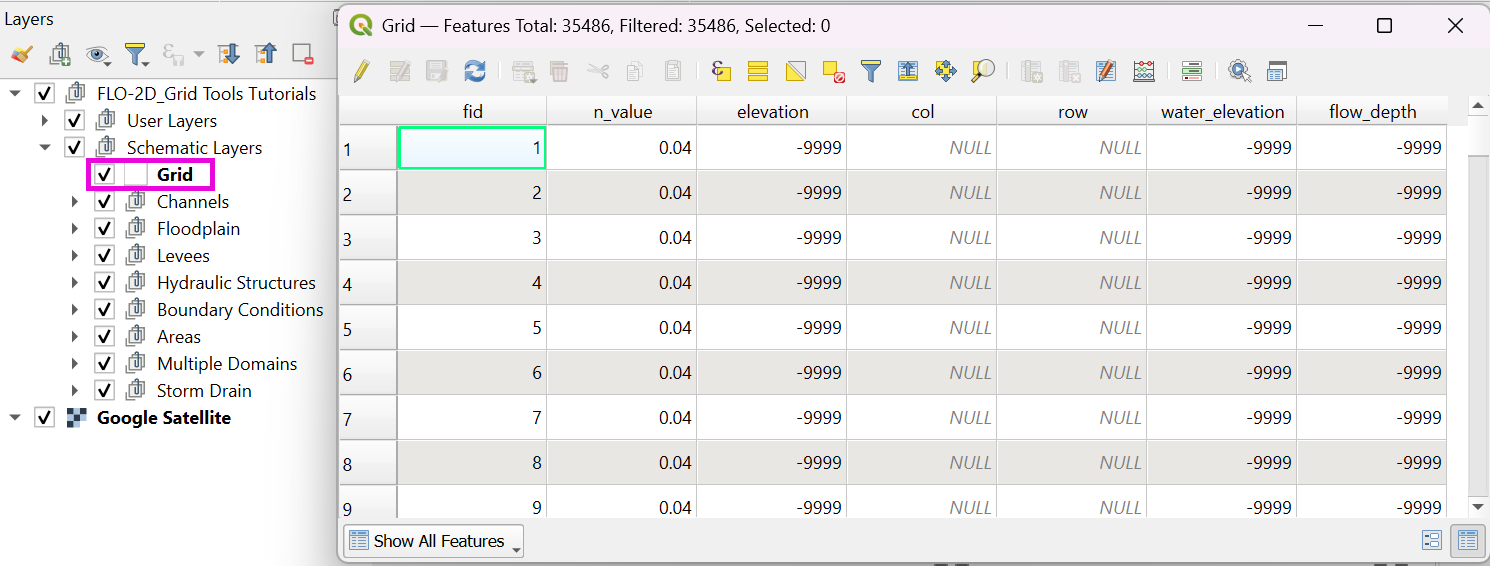 Layers
FLO-2D_Grid Tools Tutorials
User Layers
Schematic Layers
Grid
Channels
Floodplain
Levees
Hydraulic Structures
Boundary Conditions
Areas
Multiple Domains
Storm Drain
Google Satellite
Grid — Features Total: 35486, Filtered: 35486, Selected: 0
fid n_value elevation col row water_elevation flow_depth
1 1 0.04 -9999 NULL NULL -9999 -9999
2 2 0.04 -9999 NULL NULL -9999 -9999
3 3 0.04 -9999 NULL NULL -9999 -9999
4 4 0.04 -9999 NULL NULL -9999 -9999
5 5 0.04 -9999 NULL NULL -9999 -9999
6 6 0.04 -9999 NULL NULL -9999 -9999
7 7 0.04 -9999 NULL NULL -9999 -9999
8 8 0.04 -9999 NULL NULL -9999 -9999
9 9 0.04 -9999 NULL NULL -9999 -9999
Show All Features